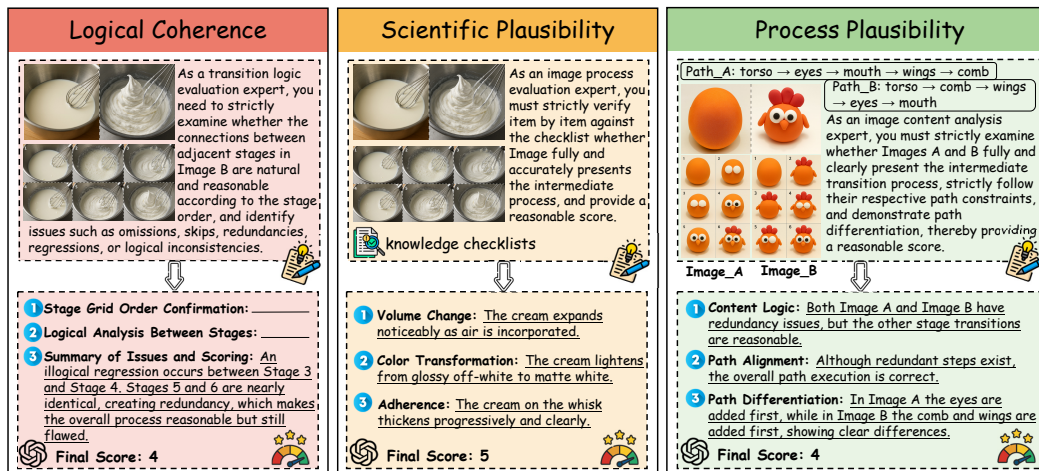 Logical Coherence
As a transition logic
evaluation expert, you
need to strictly
examine whether the
connections between
adjacent stages in
Image B are natural
and reasonable
according to the stage
order, and identify
issues such as omissions, skips, redundancies,
regressions, or logical inconsistencies.
1 Stage Grid Order Confirmation:
2 Logical Analysis Between Stages:
3 Summary of Issues and Scoring: An
illogical regression occurs between Stage 3
and Stage 4. Stages 5 and 6 are nearly
identical, creating redundancy, which makes
the overall process reasonable but still
flawed.
Final Score: 4
Scientific Plausibility
As an image process
evaluation expert, you
must strictly verify
item by item against
the checklist whether
Image fully and
accurately presents
the intermediate
process, and provide a
reasonable score.
knowledge checklists
1 Volume Change: The cream expands
noticeably as air is incorporated.
2 Color Transformation: The cream lightens
from glossy off-white to matte white.
3 Adherence: The cream on the whisk
thickens progressively and clearly.
Final Score: 5
Process Plausibility
Path_A: torso → eyes → mouth → wings → comb
Path_B: torso → comb → wings
→ eyes → mouth
As an image content analysis
expert, you must strictly examine
whether Images A and B fully and
clearly present the intermediate
transition process, strictly follow
their respective path constraints,
and demonstrate path
differentiation, thereby providing
a reasonable score.
Image_A Image_B
1 Content Logic: Both Image A and Image B have
redundancy issues, but the other stage transitions
are reasonable.
2 Path Alignment: Although redundant steps exist,
the overall path execution is correct.
3 Path Differentiation: In Image A the eyes are
added first, while in Image B the comb and wings are
added first, showing clear differences.
Final Score: 4